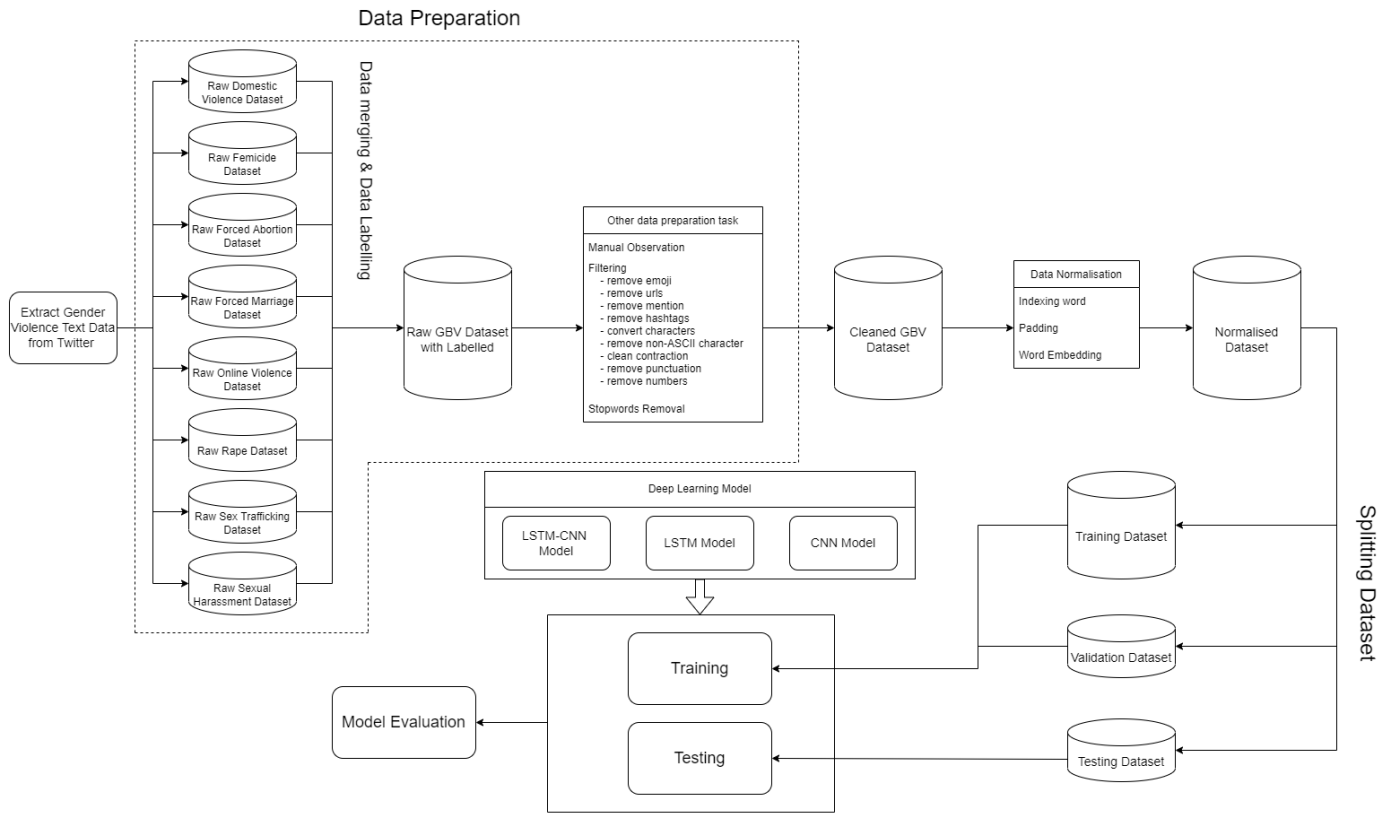 Data Preparation
Raw Domestic
Violence Dataset
Raw Femicide
Dataset
Raw Forced Abortion
Dataset
Raw Forced Marriage
Dataset
Raw Online Violence
Dataset
Raw Rape Dataset
Raw Sex Trafficking
Dataset
Raw Sexual
Harassment Dataset
Extract Gender
Violence Text Data
from Twitter
Data merging & Data Labelling
Raw GBV Dataset
with Labelled
Other data preparation task
Manual Observation
Filtering
- remove emoji
- remove urls
- remove mention
- remove hashtags
- convert characters
- remove non-ASCII character
- clean contraction
- remove punctuation
- remove numbers
Stopwords Removal
Cleaned GBV
Dataset
Data Normalisation
Indexing word
Padding
Word Embedding
Normalised
Dataset
Splitting Dataset
Training Dataset
Validation Dataset
Testing Dataset
Deep Learning Model
LSTM-CNN
Model
LSTM Model
CNN Model
Training
Testing
Model Evaluation